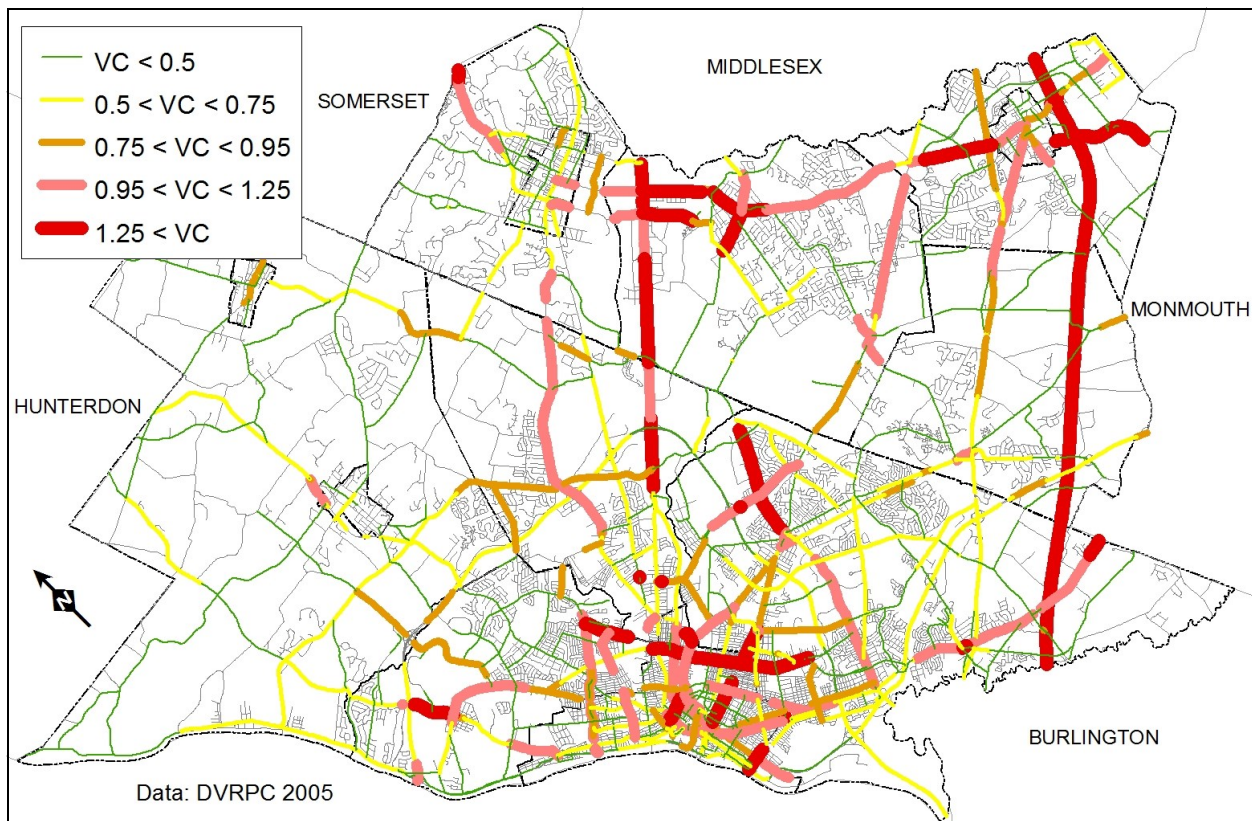 VC < 0.5
0.5 < VC < 0.75
0.75 < VC < 0.95
0.95 < VC < 1.25
1.25 < VC
SOMERSET
MIDDLESEX
MONMOUTH
HUNTERDON
N
BURLINGTON
Data: DVRPC 2005